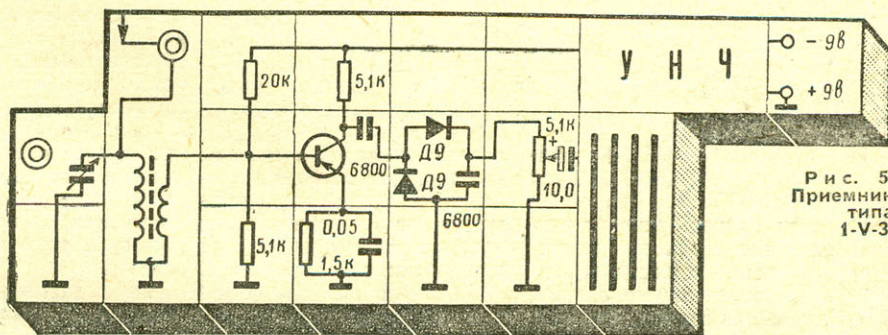 У Н Ч
- 9в
+ 9в
20к
5,1к
6800
Д9
Д9
6800
5,1к
+
10,0
5,1к
0,05
1,5к
Рис. 5
Приемник
типа
1-V-3